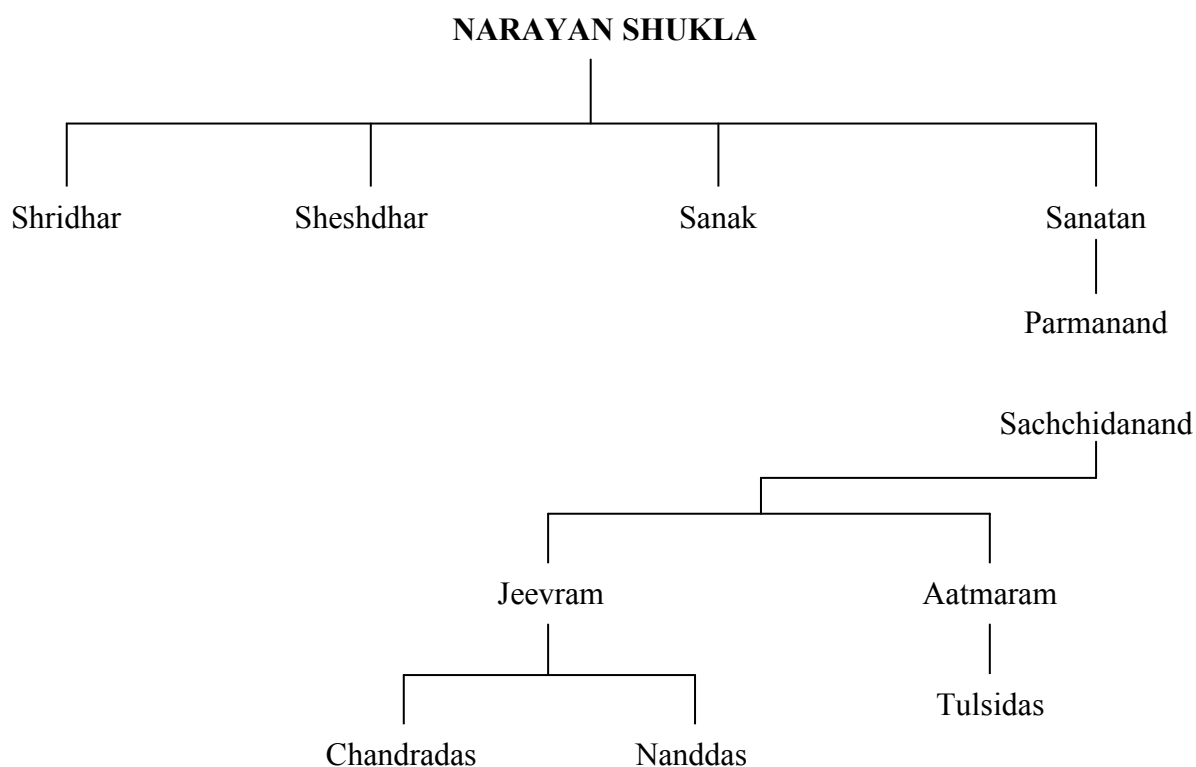 NARAYAN SHUKLA
Shridhar Sheshdhar Sanak Sanatan
Parmanand
Sachchidanand
Jeevram Aatmaram
Tulsidas
Chandradas Nanddas